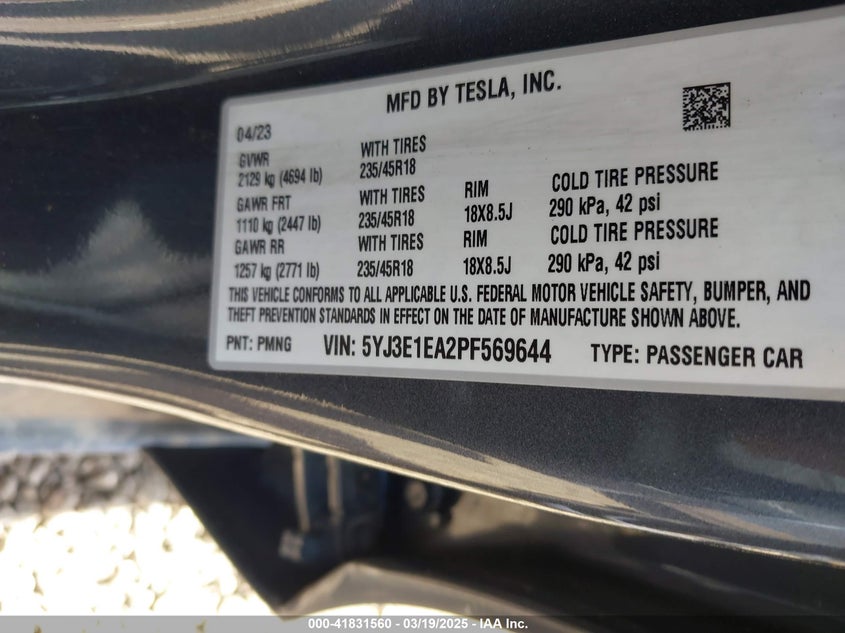 MFD BY TESLA, INC.
04/23
GVWR WITH TIRES
2129 kg (4694 lb) 235/45R18
GAWR FRT WITH TIRES RIM COLD TIRE PRESSURE
1110 kg (2447 lb) 235/45R18 18X8.5J 290 kPa, 42 psi
GAWR RR WITH TIRES RIM COLD TIRE PRESSURE
1257 kg (2771 lb) 235/45R18 18X8.5J 290 kPa, 42 psi
THIS VEHICLE CONFORMS TO ALL APPLICABLE U.S. FEDERAL MOTOR VEHICLE SAFETY, BUMPER, AND
THEFT PREVENTION STANDARDS IN EFFECT ON THE DATE OF MANUFACTURE SHOWN ABOVE.
PNT: PMNG VIN: 5YJ3E1EA2PF569644 TYPE: PASSENGER CAR
000-41831560 - 03/19/2025 - IAA Inc.